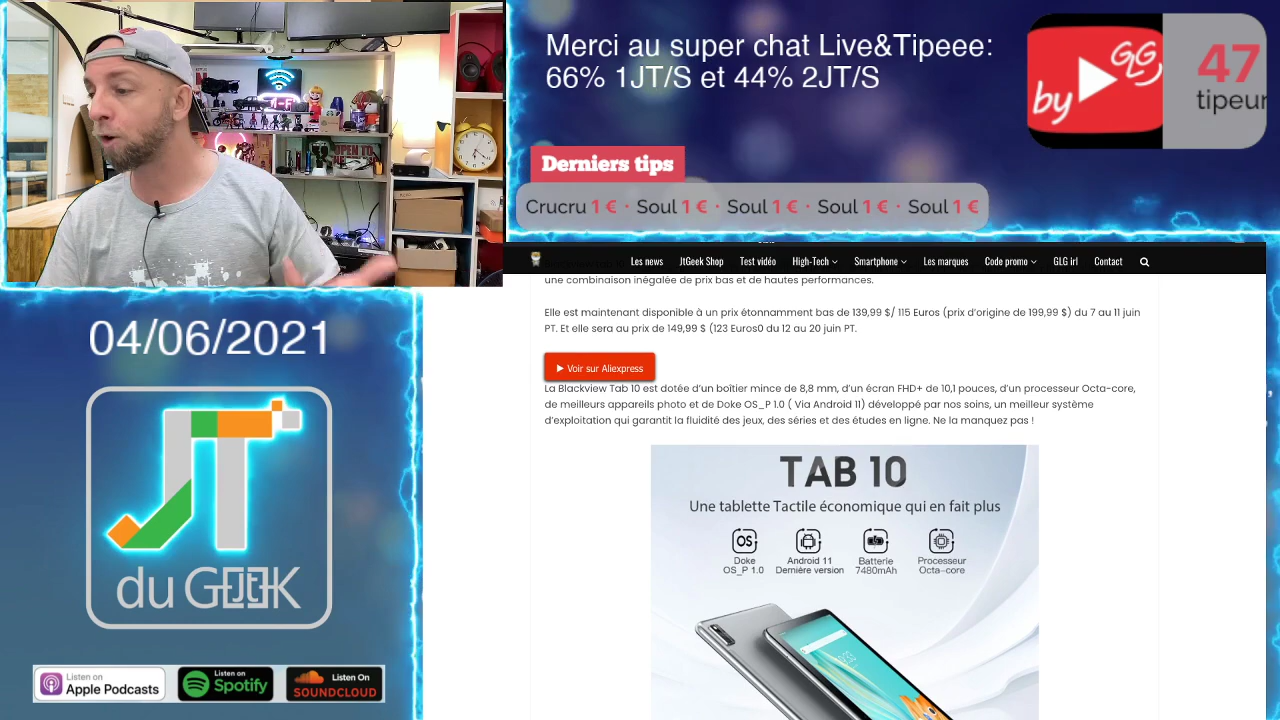 Merci au super chat Live&Tipeee:
66% 1JT/S et 44% 2JT/S
by GLG
47
tipeur
Derniers tips
Crucru 1 € • Soul 1 € • Soul 1 € • Soul 1 € • Soul 1 €
Les news JtGeek Shop Test vidéo High-Tech Smartphone Les marques Code promo GLG irl Contact
une combinaison inégalée de prix bas et de hautes performances.
Elle est maintenant disponible à un prix étonnamment bas de 139,99 $/ 115 Euros (prix d'origine de 199,99 $) du 7 au 11 juin
PT. Et elle sera au prix de 149,99 $ (123 Euros0 du 12 au 20 juin PT.
Voir sur Aliexpress
La Blackview Tab 10 est dotée d'un boîtier mince de 8,8 mm, d'un écran FHD+ de 10,1 pouces, d'un processeur Octa-core,
de meilleurs appareils photo et de Doke OS_P 1.0 ( Via Android 11) développé par nos soins, un meilleur système
d'exploitation qui garantit la fluidité des jeux, des séries et des études en ligne. Ne la manquez pas !
TAB 10
Une tablette Tactile économique qui en fait plus
OS
Doke
OS_P 1.0
Android 11
Dernière version
Batterie
7480mAh
Processeur
Octa-core
04/06/2021
JT
du GEEK
Listen on
Apple Podcasts
Listen on
Spotify
Listen On
SOUNDCLOUD